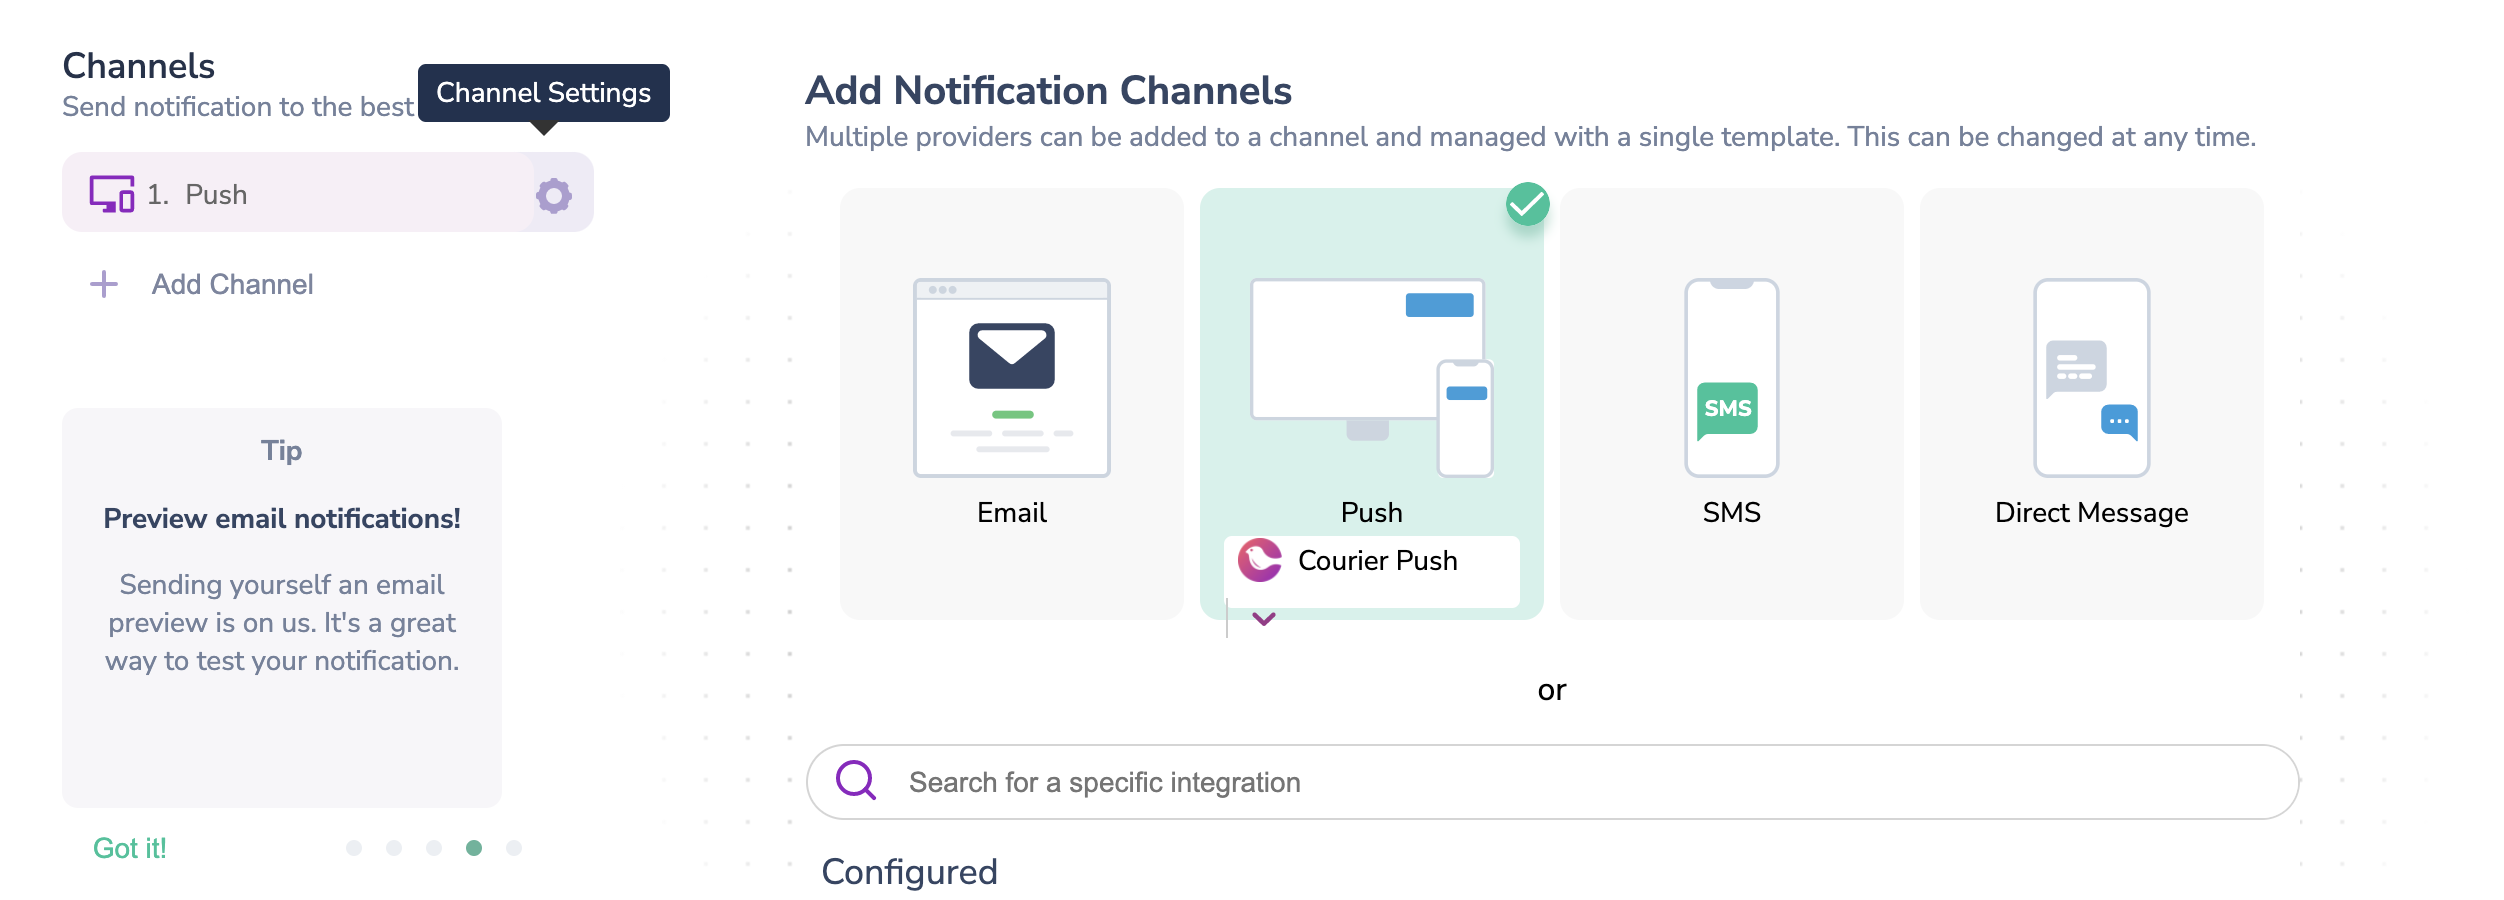 Channels
Send notification to the best
Channel Settings
1. Push
Add Channel
Tip
Preview email notifications!
Sending yourself an email
preview is on us. It's a great
way to test your notification.
Got it!
Add Notification Channels
Multiple providers can be added to a channel and managed with a single template. This can be changed at any time.
Email
Push
Courier Push
SMS
SMS
Direct Message
or
Search for a specific integration
Configured